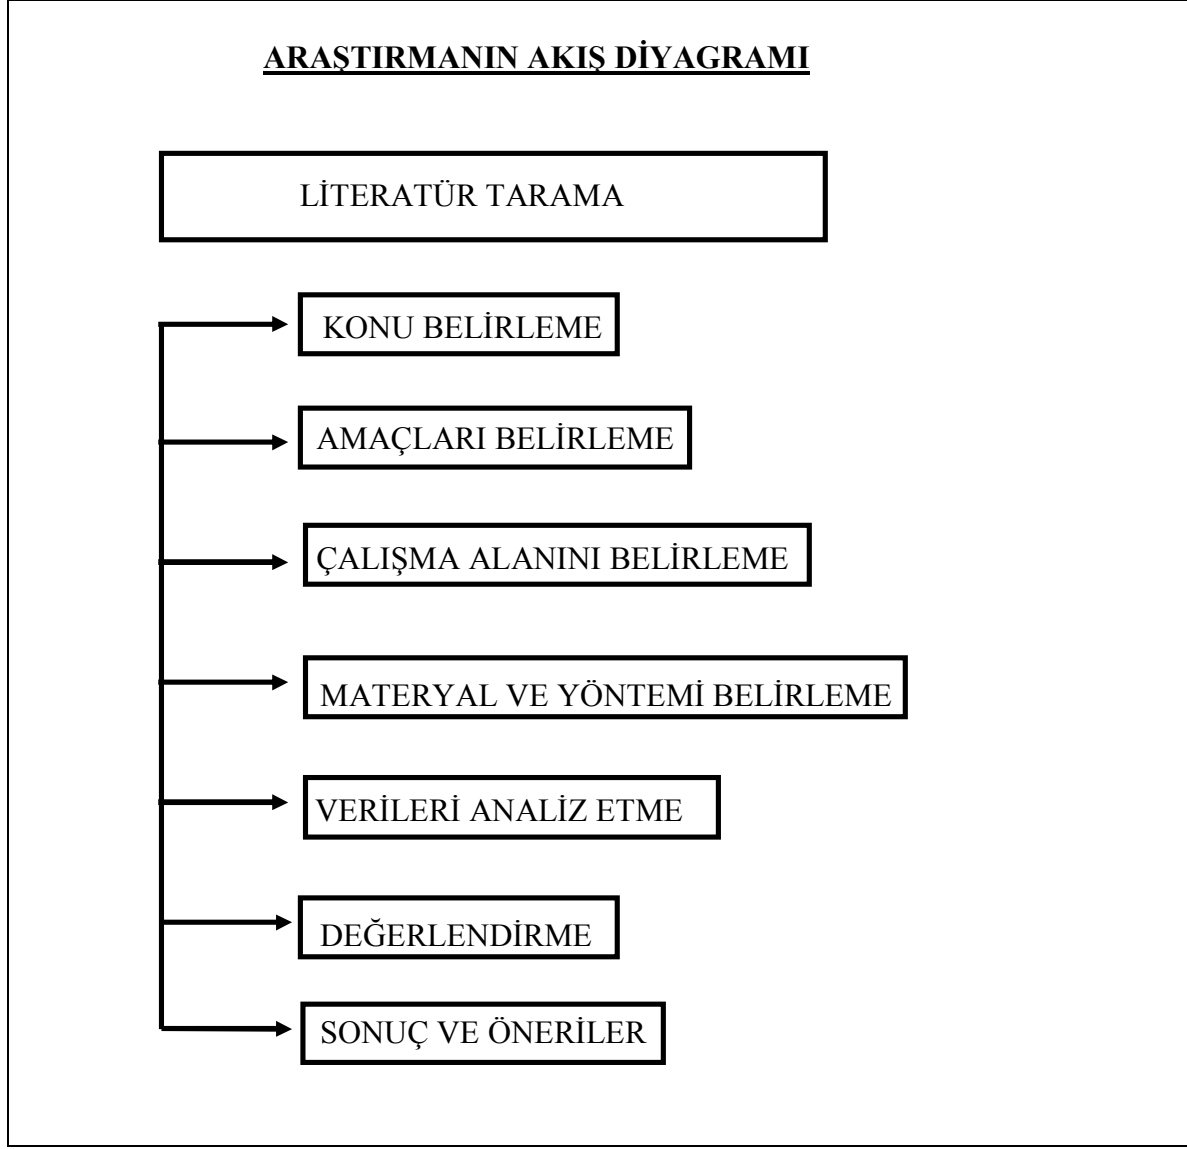 ARAŞTIRMANIN AKIŞ DİYAGRAMI
LİTERATÜR TARAMA
KONU BELİRLEME
AMAÇLARI BELİRLEME
ÇALIŞMA ALANINI BELİRLEME
MATERYAL VE YÖNTEMİ BELİRLEME
VERİLERİ ANALİZ ETME
DEĞERLENDİRME
SONUÇ VE ÖNERİLER